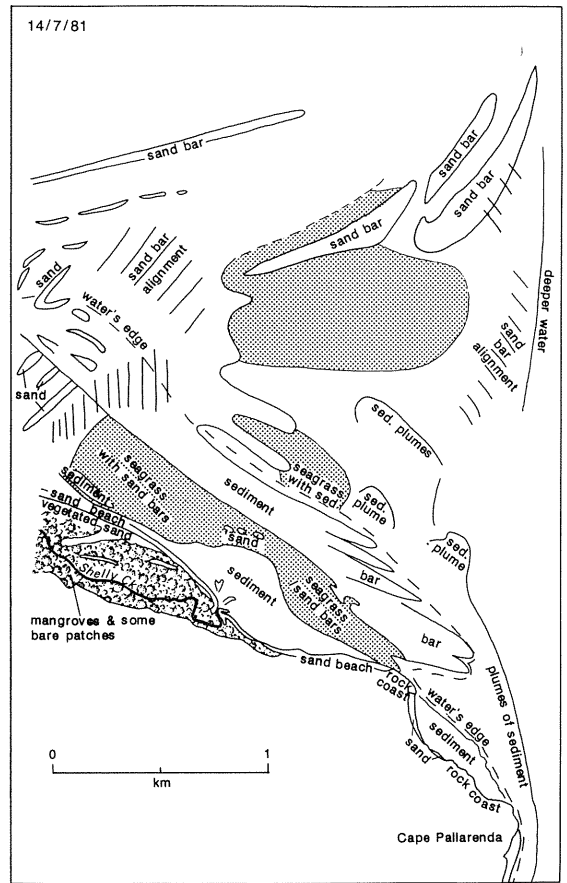 14/7/81
sand bar
sand bar
sand bar
sand bar
sand bar
alignment
sand
water's edge
deeper water
sand
bar
alignment
sand
sed. plumes
seagrass
with sed.
seagrass
with sand bars
sediment
sed.
plume
sediment
sand beach
vegetated sand
sand
sed.
plume
bar
Shelly Cr.
sediment
seagrass
sand bars
bar
mangroves & some
bare patches
sand beach
rock
coast
water's edge
sediment
plumes of sediment
sand
rock coast
0 1
km
Cape Pallarenda